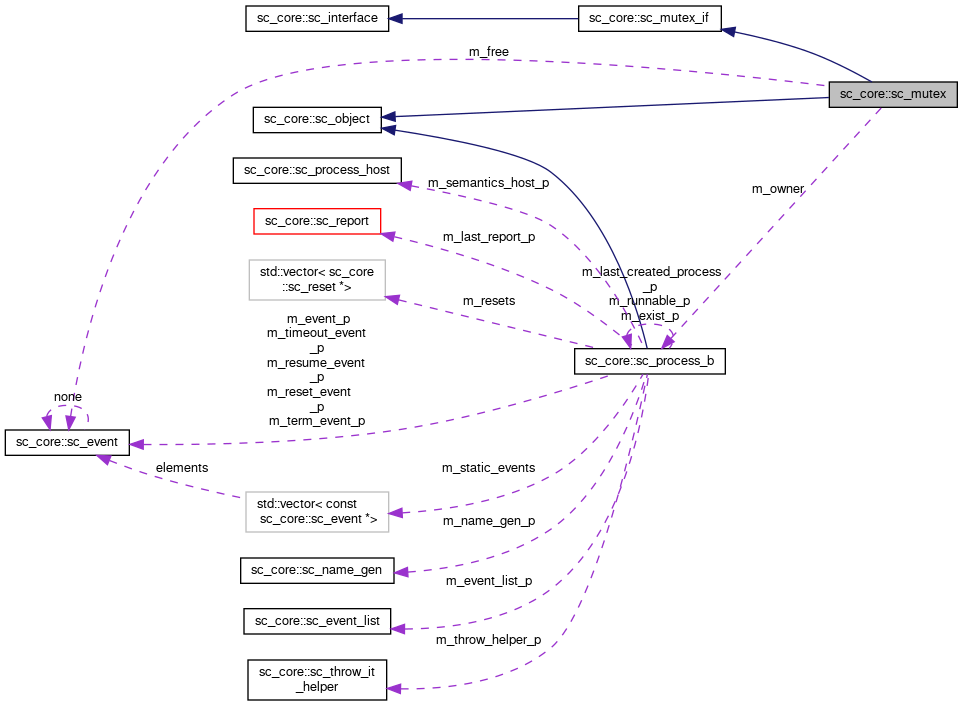 sc_core::sc_interface
sc_core::sc_mutex_if
m_free
sc_core::sc_mutex
sc_core::sc_object
sc_core::sc_process_host
m_semantics_host_p
m_owner
sc_core::sc_report
m_last_report_p
std::vector< sc_core
::sc_reset *>
m_resets
m_last_created_process
_p
m_runnable_p
m_exist_p
m_event_p
m_timeout_event
_p
m_resume_event
_p
m_reset_event
_p
m_term_event_p
sc_core::sc_process_b
none
sc_core::sc_event
elements
m_static_events
std::vector< const
sc_core::sc_event *>
m_name_gen_p
sc_core::sc_name_gen
m_event_list_p
sc_core::sc_event_list
m_throw_helper_p
sc_core::sc_throw_it
_helper